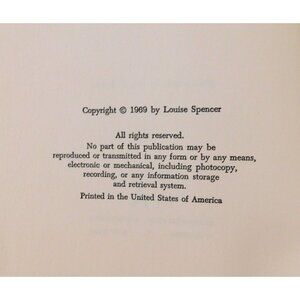 Copyright © 1969 by Louise Spencer
All rights reserved.
No part of this publication may be
reproduced or transmitted in any form or by any means,
electronic or mechanical, including photocopy,
recording, or any information storage
and retrieval system.
Printed in the United States of America